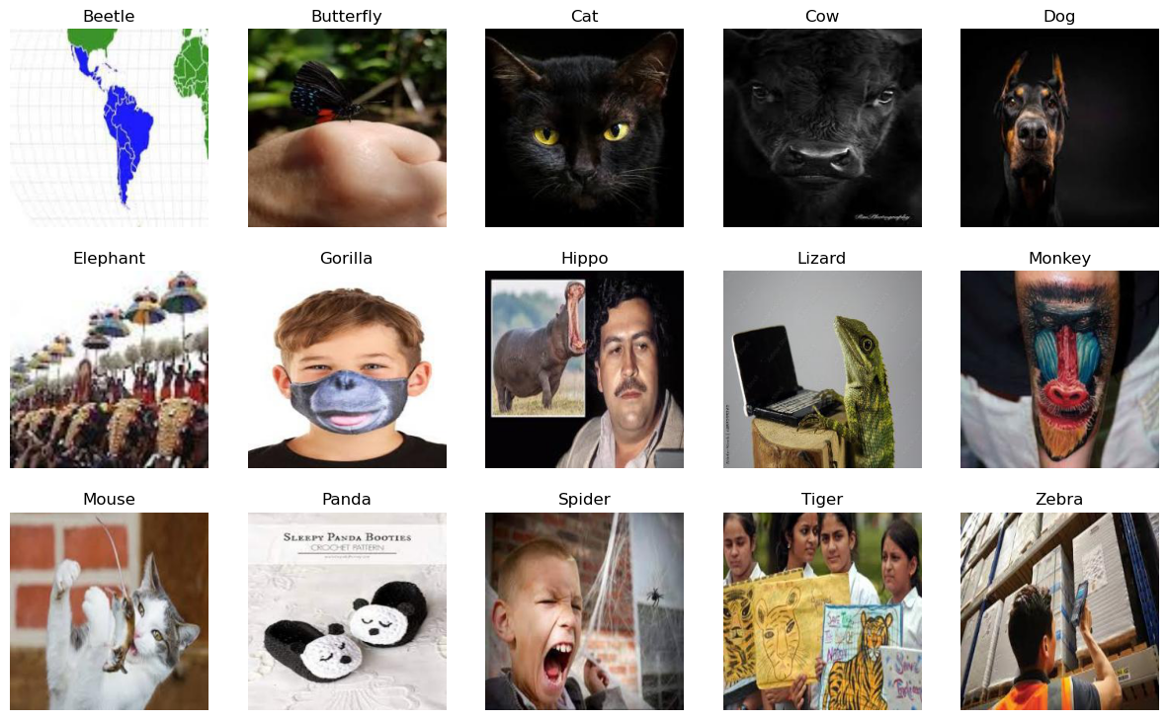 Beetle
Butterfly
Cat
Cow
Dog
Elephant
Gorilla
Hippo
Lizard
Monkey
Mouse
Panda
Spider
Tiger
Zebra
SLEEPY PANDA BOOTIES
CROCHET PATTERN